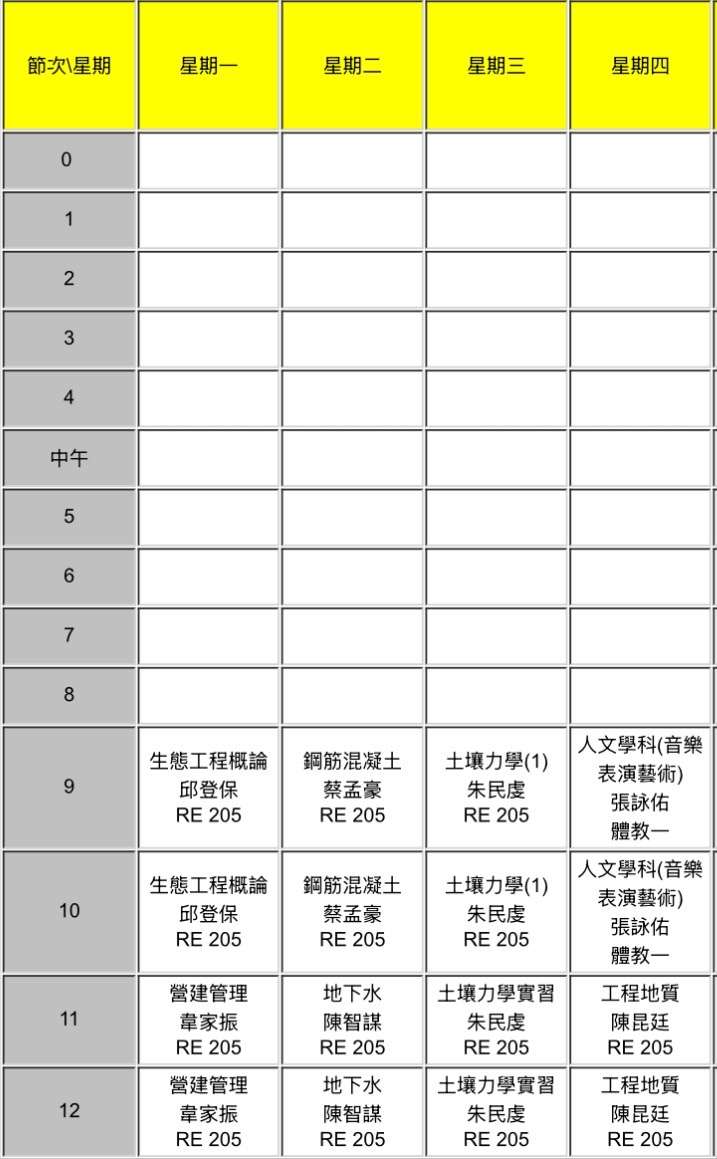 節次\星期 星期一 星期二 星期三 星期四
0
1
2
3
4
中午
5
6
7
8
9
生態工程概論
邱登保
RE 205
鋼筋混凝土
蔡孟豪
RE 205
土壤力學(1)
朱民虔
RE 205
人文學科(音樂
表演藝術)
張詠佑
體教一
10
生態工程概論
邱登保
RE 205
鋼筋混凝土
蔡孟豪
RE 205
土壤力學(1)
朱民虔
RE 205
人文學科(音樂
表演藝術)
張詠佑
體教一
11
營建管理
韋家振
RE 205
地下水
陳智謀
RE 205
土壤力學實習
朱民虔
RE 205
工程地質
陳昆廷
RE 205
12
營建管理
韋家振
RE 205
地下水
陳智謀
RE 205
土壤力學實習
朱民虔
RE 205
工程地質
陳昆廷
RE 205